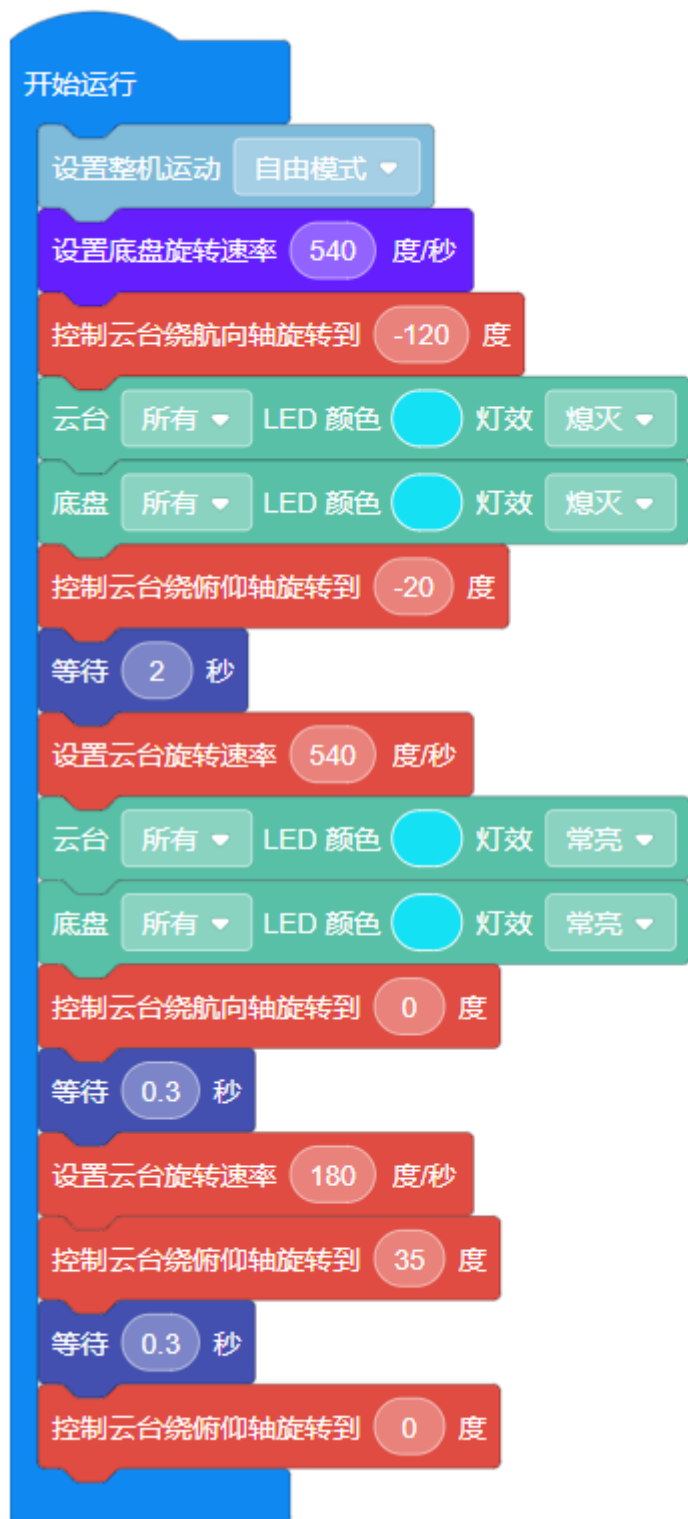 开始运行
设置整机运动 自由模式
设置底盘旋转速率 540 度/秒
控制云台绕航向轴旋转到 -120 度
云台 所有 LED 颜色 灯效 熄灭
底盘 所有 LED 颜色 灯效 熄灭
控制云台绕俯仰轴旋转到 -20 度
等待 2 秒
设置云台旋转速率 540 度/秒
云台 所有 LED 颜色 灯效 常亮
底盘 所有 LED 颜色 灯效 常亮
控制云台绕航向轴旋转到 0 度
等待 0.3 秒
设置云台旋转速率 180 度/秒
控制云台绕俯仰轴旋转到 35 度
等待 0.3 秒
控制云台绕俯仰轴旋转到 0 度